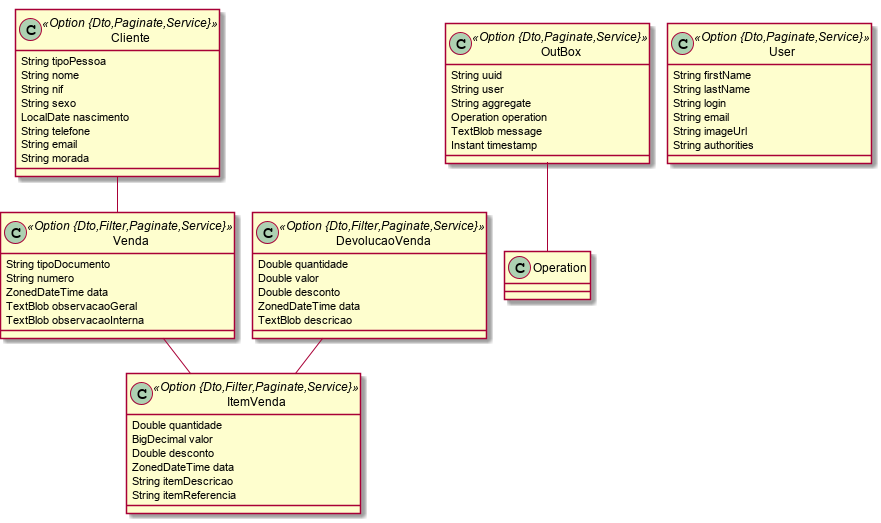 C «Option {Dto,Paginate,Service}»
Cliente
String tipoPessoa
String nome
String nif
String sexo
LocalDate nascimento
String telefone
String email
String morada
C «Option {Dto,Paginate,Service}»
OutBox
String uuid
String user
String aggregate
Operation operation
TextBlob message
Instant timestamp
C «Option {Dto,Paginate,Service}»
User
String firstName
String lastName
String login
String email
String imageUrl
String authorities
C «Option {Dto,Filter,Paginate,Service}»
Venda
String tipoDocumento
String numero
ZonedDateTime data
TextBlob observacaoGeral
TextBlob observacaoInterna
C «Option {Dto,Filter,Paginate,Service}»
DevolucaoVenda
Double quantidade
Double valor
Double desconto
ZonedDateTime data
TextBlob descricao
C Operation
C «Option {Dto,Filter,Paginate,Service}»
ItemVenda
Double quantidade
BigDecimal valor
Double desconto
ZonedDateTime data
String itemDescricao
String itemReferencia